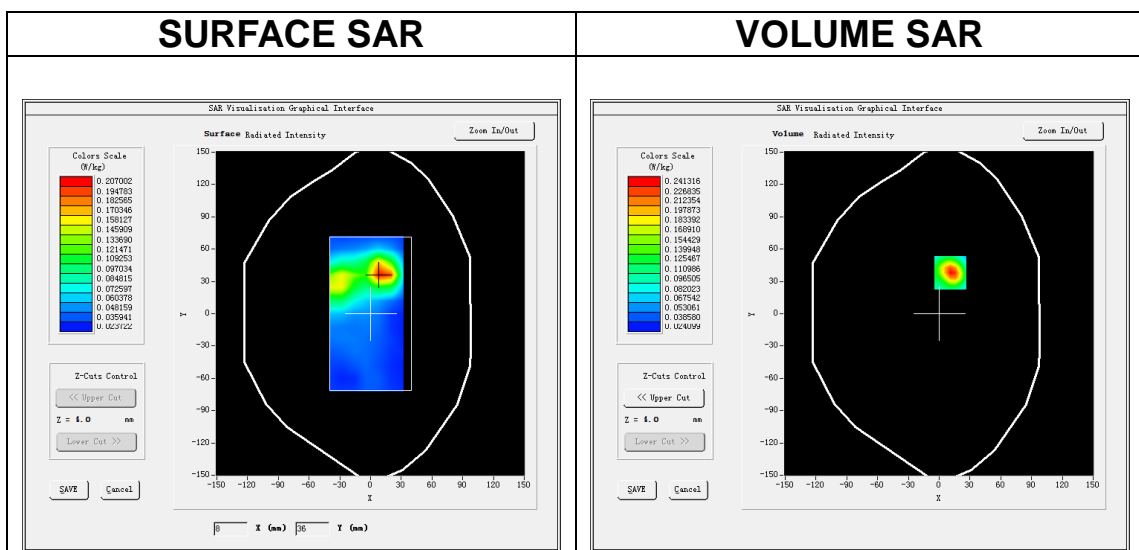 SURFACE SAR
VOLUME SAR
SAR Visualisation Graphical Interface
Surface Radiated Intensity
Zoom In/Out
Colors Scale
(W/kg)
0.207002
0.194783
0.182565
0.170346
0.158127
0.145909
0.133690
0.121471
0.109253
0.097034
0.084815
0.072597
0.060378
0.048159
0.035941
0.023722
Z-Cuts Control
<< Upper Cut
Z = 4.0 mm
Lower Cut >>
SAVE
Cancel
150
120
90
60
30
0
-30
-60
-90
-120
-150
Y
-150 -120 -90 -60 -30 0 30 60 90 120 150
X
8 X (mm) 36 Y (mm)
SAR Visualisation Graphical Interface
Volume Radiated Intensity
Zoom In/Out
Colors Scale
(W/kg)
0.241316
0.226835
0.212354
0.197873
0.183392
0.168910
0.154429
0.139948
0.125467
0.110986
0.096505
0.082023
0.067542
0.053061
0.038580
0.024099
Z-Cuts Control
<< Upper Cut
Z = 4.0 mm
Lower Cut >>
SAVE
Cancel
150
120
90
60
30
0
-30
-60
-90
-120
-150
Y
-150 -120 -90 -60 -30 0 30 60 90 120 150
X